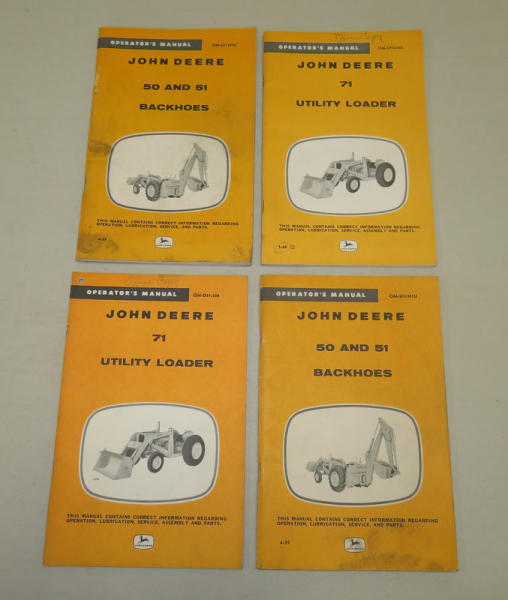 OPERATOR'S MANUAL
JOHN DEERE
50 AND 51
BACKHOES
THIS MANUAL CONTAINS CORRECT INFORMATION REGARDING
OPERATION, LUBRICATION, SERVICE, AND PARTS.
OPERATOR'S MANUAL
JOHN DEERE
71
UTILITY LOADER
THIS MANUAL CONTAINS CORRECT INFORMATION REGARDING
OPERATION, LUBRICATION, SERVICE, ASSEMBLY AND PARTS.
OPERATOR'S MANUAL
JOHN DEERE
71
UTILITY LOADER
THIS MANUAL CONTAINS CORRECT INFORMATION REGARDING
OPERATION, LUBRICATION, SERVICE, ASSEMBLY AND PARTS.
OPERATOR'S MANUAL
JOHN DEERE
50 AND 51
BACKHOES
THIS MANUAL CONTAINS CORRECT INFORMATION REGARDING
OPERATION, LUBRICATION, SERVICE, AND PARTS.
6-59